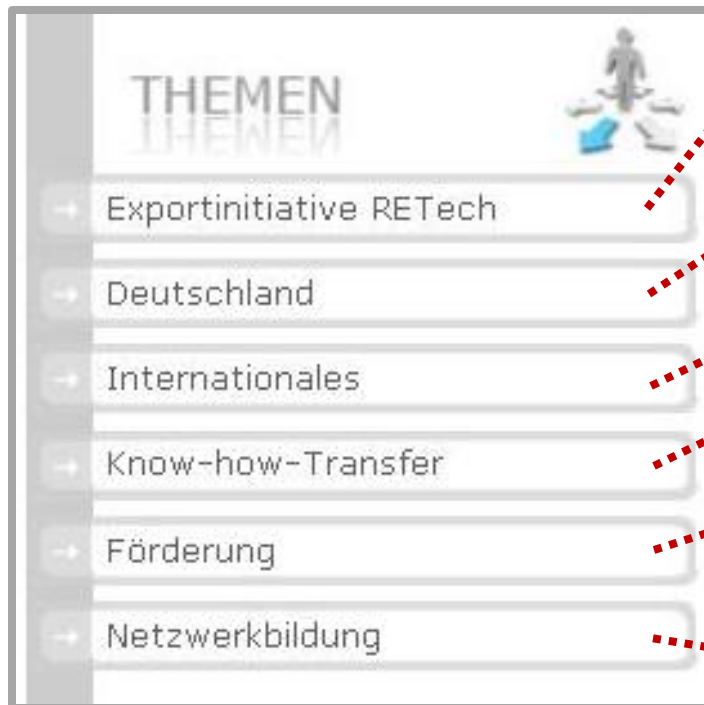 THEMEN
Exportinitiative RETech
Deutschland
Internationales
Know-how-Transfer
Förderung
Netzwerkbildung